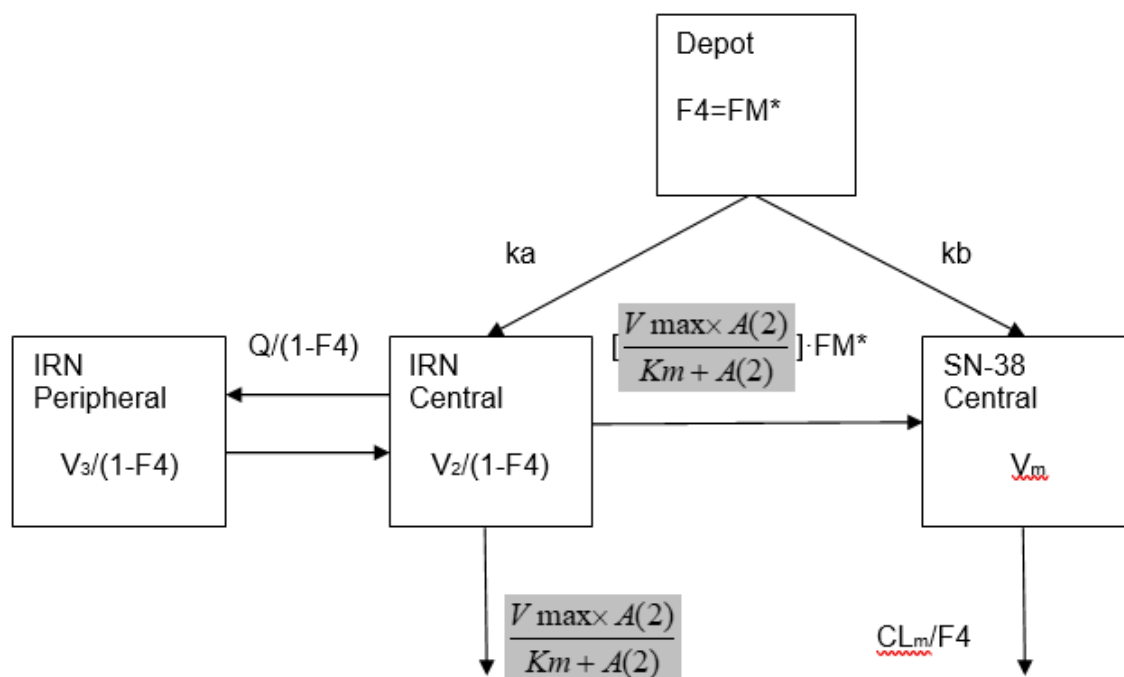 Depot
F4=FM*
ka
kb
Q/(1-F4)
[Vmax× A(2)
Km + A(2)]·FM*
IRN
Peripheral
V₃/(1-F4)
IRN
Central
V₂/(1-F4)
SN-38
Central
Vₘ
Vmax× A(2)
Km + A(2)
CLₘ/F4